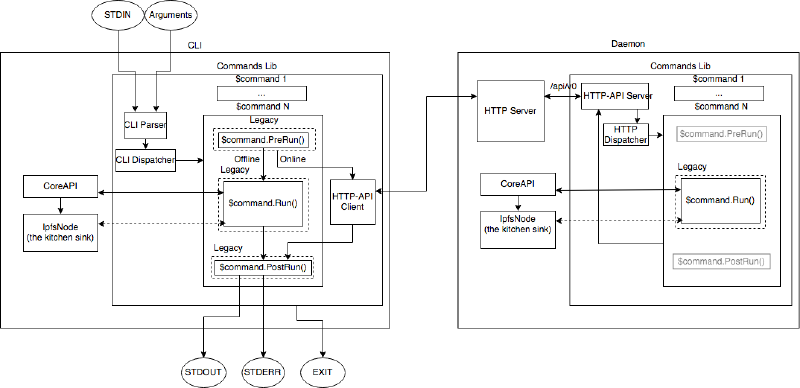 STDIN
Arguments
CLI
Commands Lib
$command 1
...
$command N
CLI Parser
Legacy
$command.PreRun()
CLI Dispatcher
Offline
Online
Legacy
CoreAPI
$command.Run()
HTTP-API
Client
IpfsNode
(the kitchen sink)
Legacy
$command.PostRun()
STDOUT
STDERR
EXIT
Daemon
Commands Lib
$command 1
...
$command N
HTTP Server
/api/v0
HTTP-API Server
HTTP
Dispatcher
$command.PreRun()
Legacy
CoreAPI
$command.Run()
IpfsNode
(the kitchen sink)
$command.PostRun()